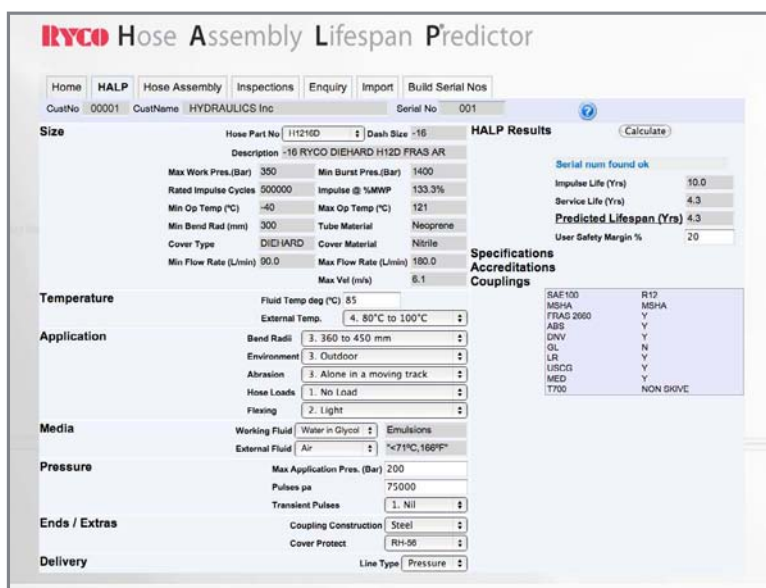 RYCO Hose Assembly Lifespan Predictor
Home HALP Hose Assembly Inspections Enquiry Import Build Serial Nos
CustNo 00001 CustName HYDRAULICS Inc Serial No 001 ?
Size Hose Part No H1216D Dash Size -16
Description -16 RYCO DIEHARD H12D FRAS AR
Max Work Pres.(Bar) 350 Min Burst Pres.(Bar) 1400
Rated Impulse Cycles 500000 Impulse @ %MWP 133.3%
Min Op Temp (ºC) -40 Max Op Temp (ºC) 121
Min Bend Rad (mm) 300 Tube Material Neoprene
Cover Type DIEHARD Cover Material Nitrile
Min Flow Rate (L/min) 90.0 Max Flow Rate (L/min) 180.0
Max Vel (m/s) 6.1
Temperature Fluid Temp deg (ºC) 85
External Temp. 4. 80°C to 100°C
Application Bend Radii 3. 360 to 450 mm
Environment 3. Outdoor
Abrasion 3. Alone in a moving track
Hose Loads 1. No Load
Flexing 2. Light
Media Working Fluid Water in Glycol Emulsions
External Fluid Air "<71ºC,166ºF"
Pressure Max Application Pres. (Bar) 200
Pulses pa 75000
Transient Pulses 1. Nil
Ends / Extras Coupling Construction Steel
Cover Protect RH-56
Delivery Line Type Pressure
HALP Results Calculate
Serial num found ok
Impulse Life (Yrs) 10.0
Service Life (Yrs) 4.3
Predicted Lifespan (Yrs) 4.3
User Safety Margin % 20
Specifications
Accreditations
Couplings
SAE100 R12
MSHA MSHA
FRAS 2660 Y
ABS Y
DNV Y
GL N
LR Y
USCG Y
MED Y
T700 NON SKIVE